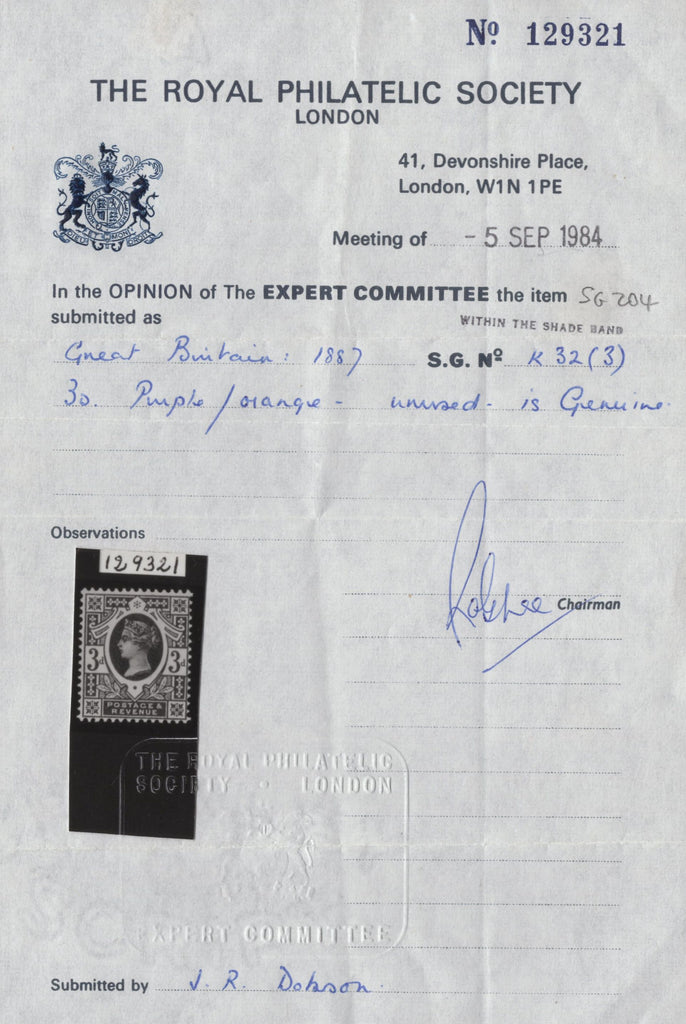 Nº 129321
THE ROYAL PHILATELIC SOCIETY
LONDON
41, Devonshire Place,
London, W1N 1PE
Meeting of - 5 SEP 1984
In the OPINION of The EXPERT COMMITTEE the item SG 204
submitted as WITHIN THE SHADE BAND
Great Britain: 1887 S.G. Nº K 32(3)
3d. Purple/orange - unused - is Genuine.
Observations
129321
3d 3d
POSTAGE &
REVENUE
Chairman
THE ROYAL PHILATELIC
SOCIETY · LONDON
EXPERT COMMITTEE
Submitted by J. R. Dobson.